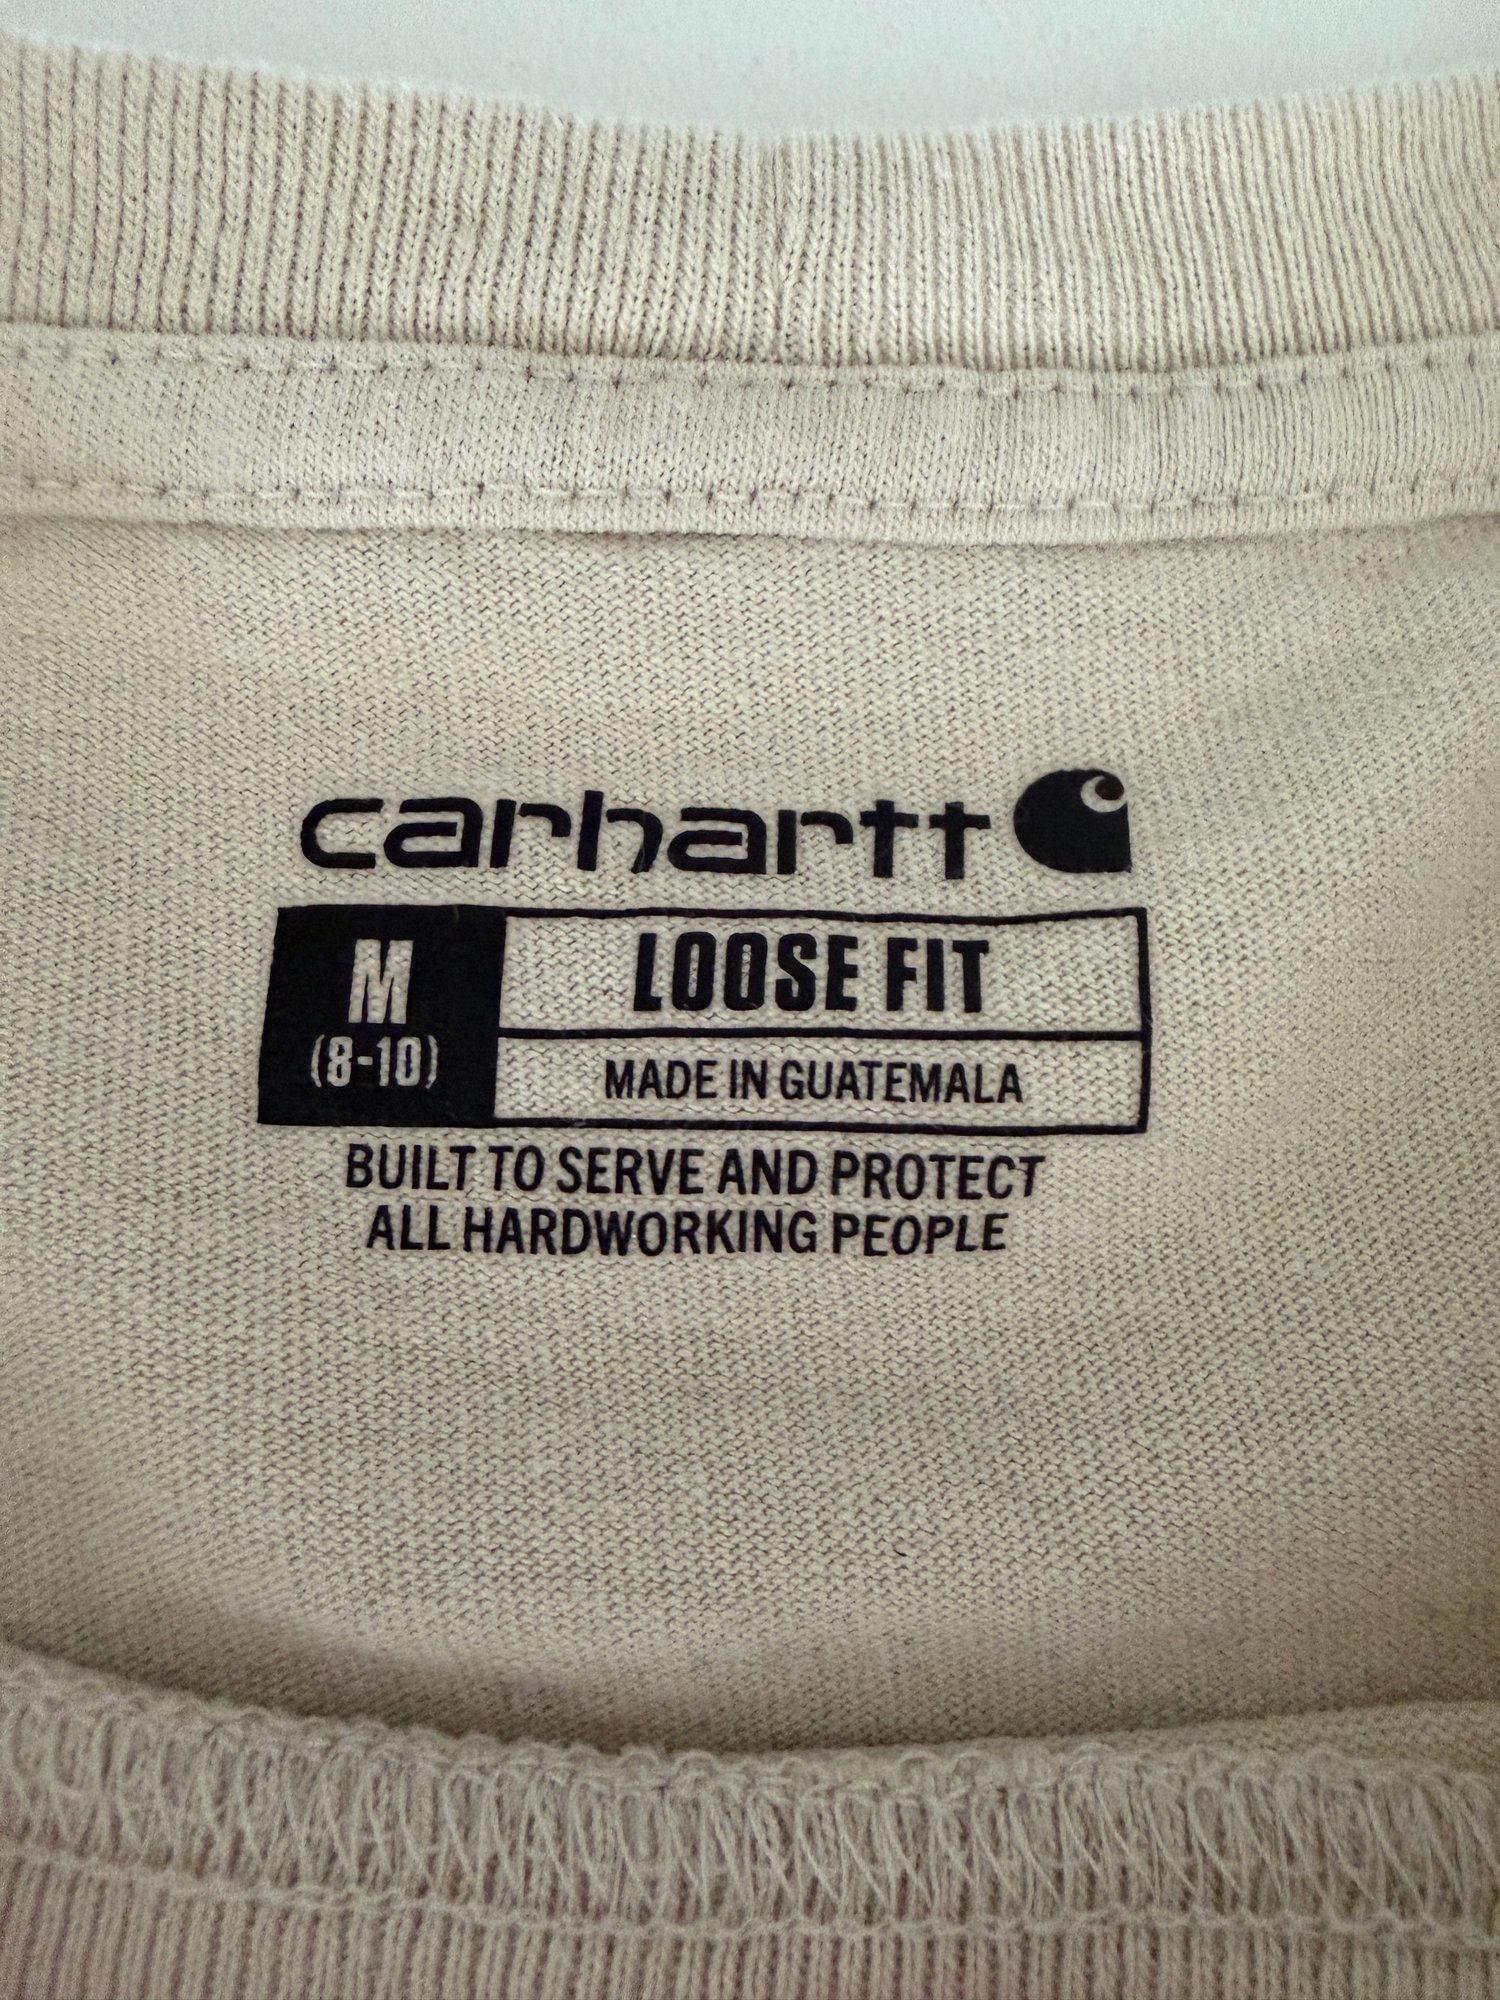 carhartt
M
(8-10)
LOOSE FIT
MADE IN GUATEMALA
BUILT TO SERVE AND PROTECT
ALL HARDWORKING PEOPLE